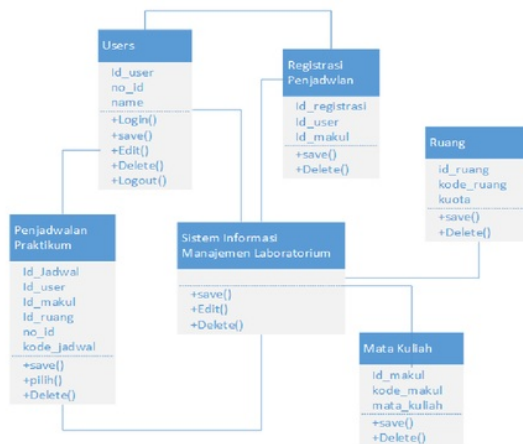 Users
Id_user
no_id
name
+Login()
+save()
+Edit()
+Delete()
+Logout()
Registrasi
Penjadwlan
Id_registrasi
Id_user
Id_makul
+save()
+Delete()
Ruang
id_ruang
kode_ruang
kuota
+save()
+Delete()
Penjadwalan
Praktikum
Id_Jadwal
Id_user
Id_makul
Id_ruang
no_id
kode_jadwal
+save()
+pilih()
+Delete()
Sistem Informasi
Manajemen Laboratorium
+save()
+Edit()
+Delete()
Mata Kuliah
Id_makul
kode_makul
mata_kuliah
+save()
+Delete()